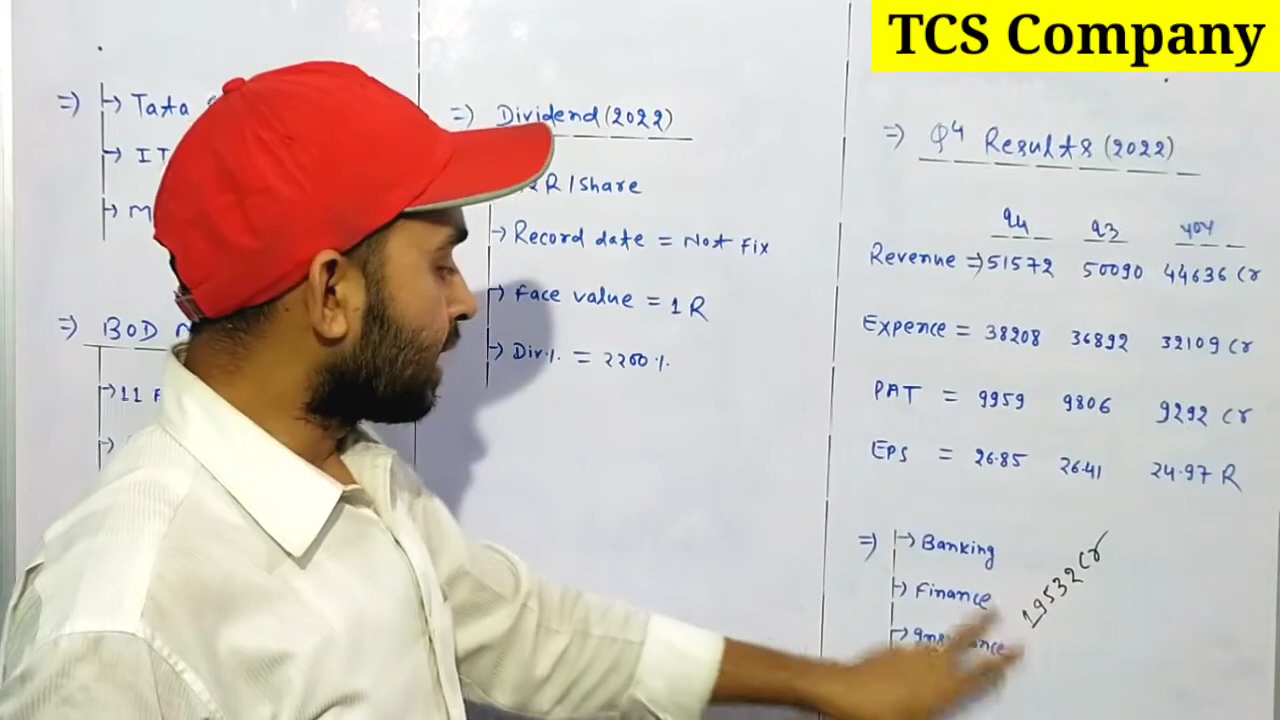 TCS Company
=) |-) Tata
|-) IT
|-) M
=) BOD
|-) 11
=) Dividend (2022)
2R / Share
|-) Record date = Not Fix
|-) Face value = 1 R
|-) Div.%. = 2200 %.
=) Q4 Results (2022)
Q4 Q3 YOY
Revenue =) 51572 50090 44636 Cr
Expence = 38208 36892 32109 Cr
PAT = 9959 9806 9292 Cr
EPS = 26.85 26.41 24.97 R
=) |-) Banking
|-) Finance
19532 Cr